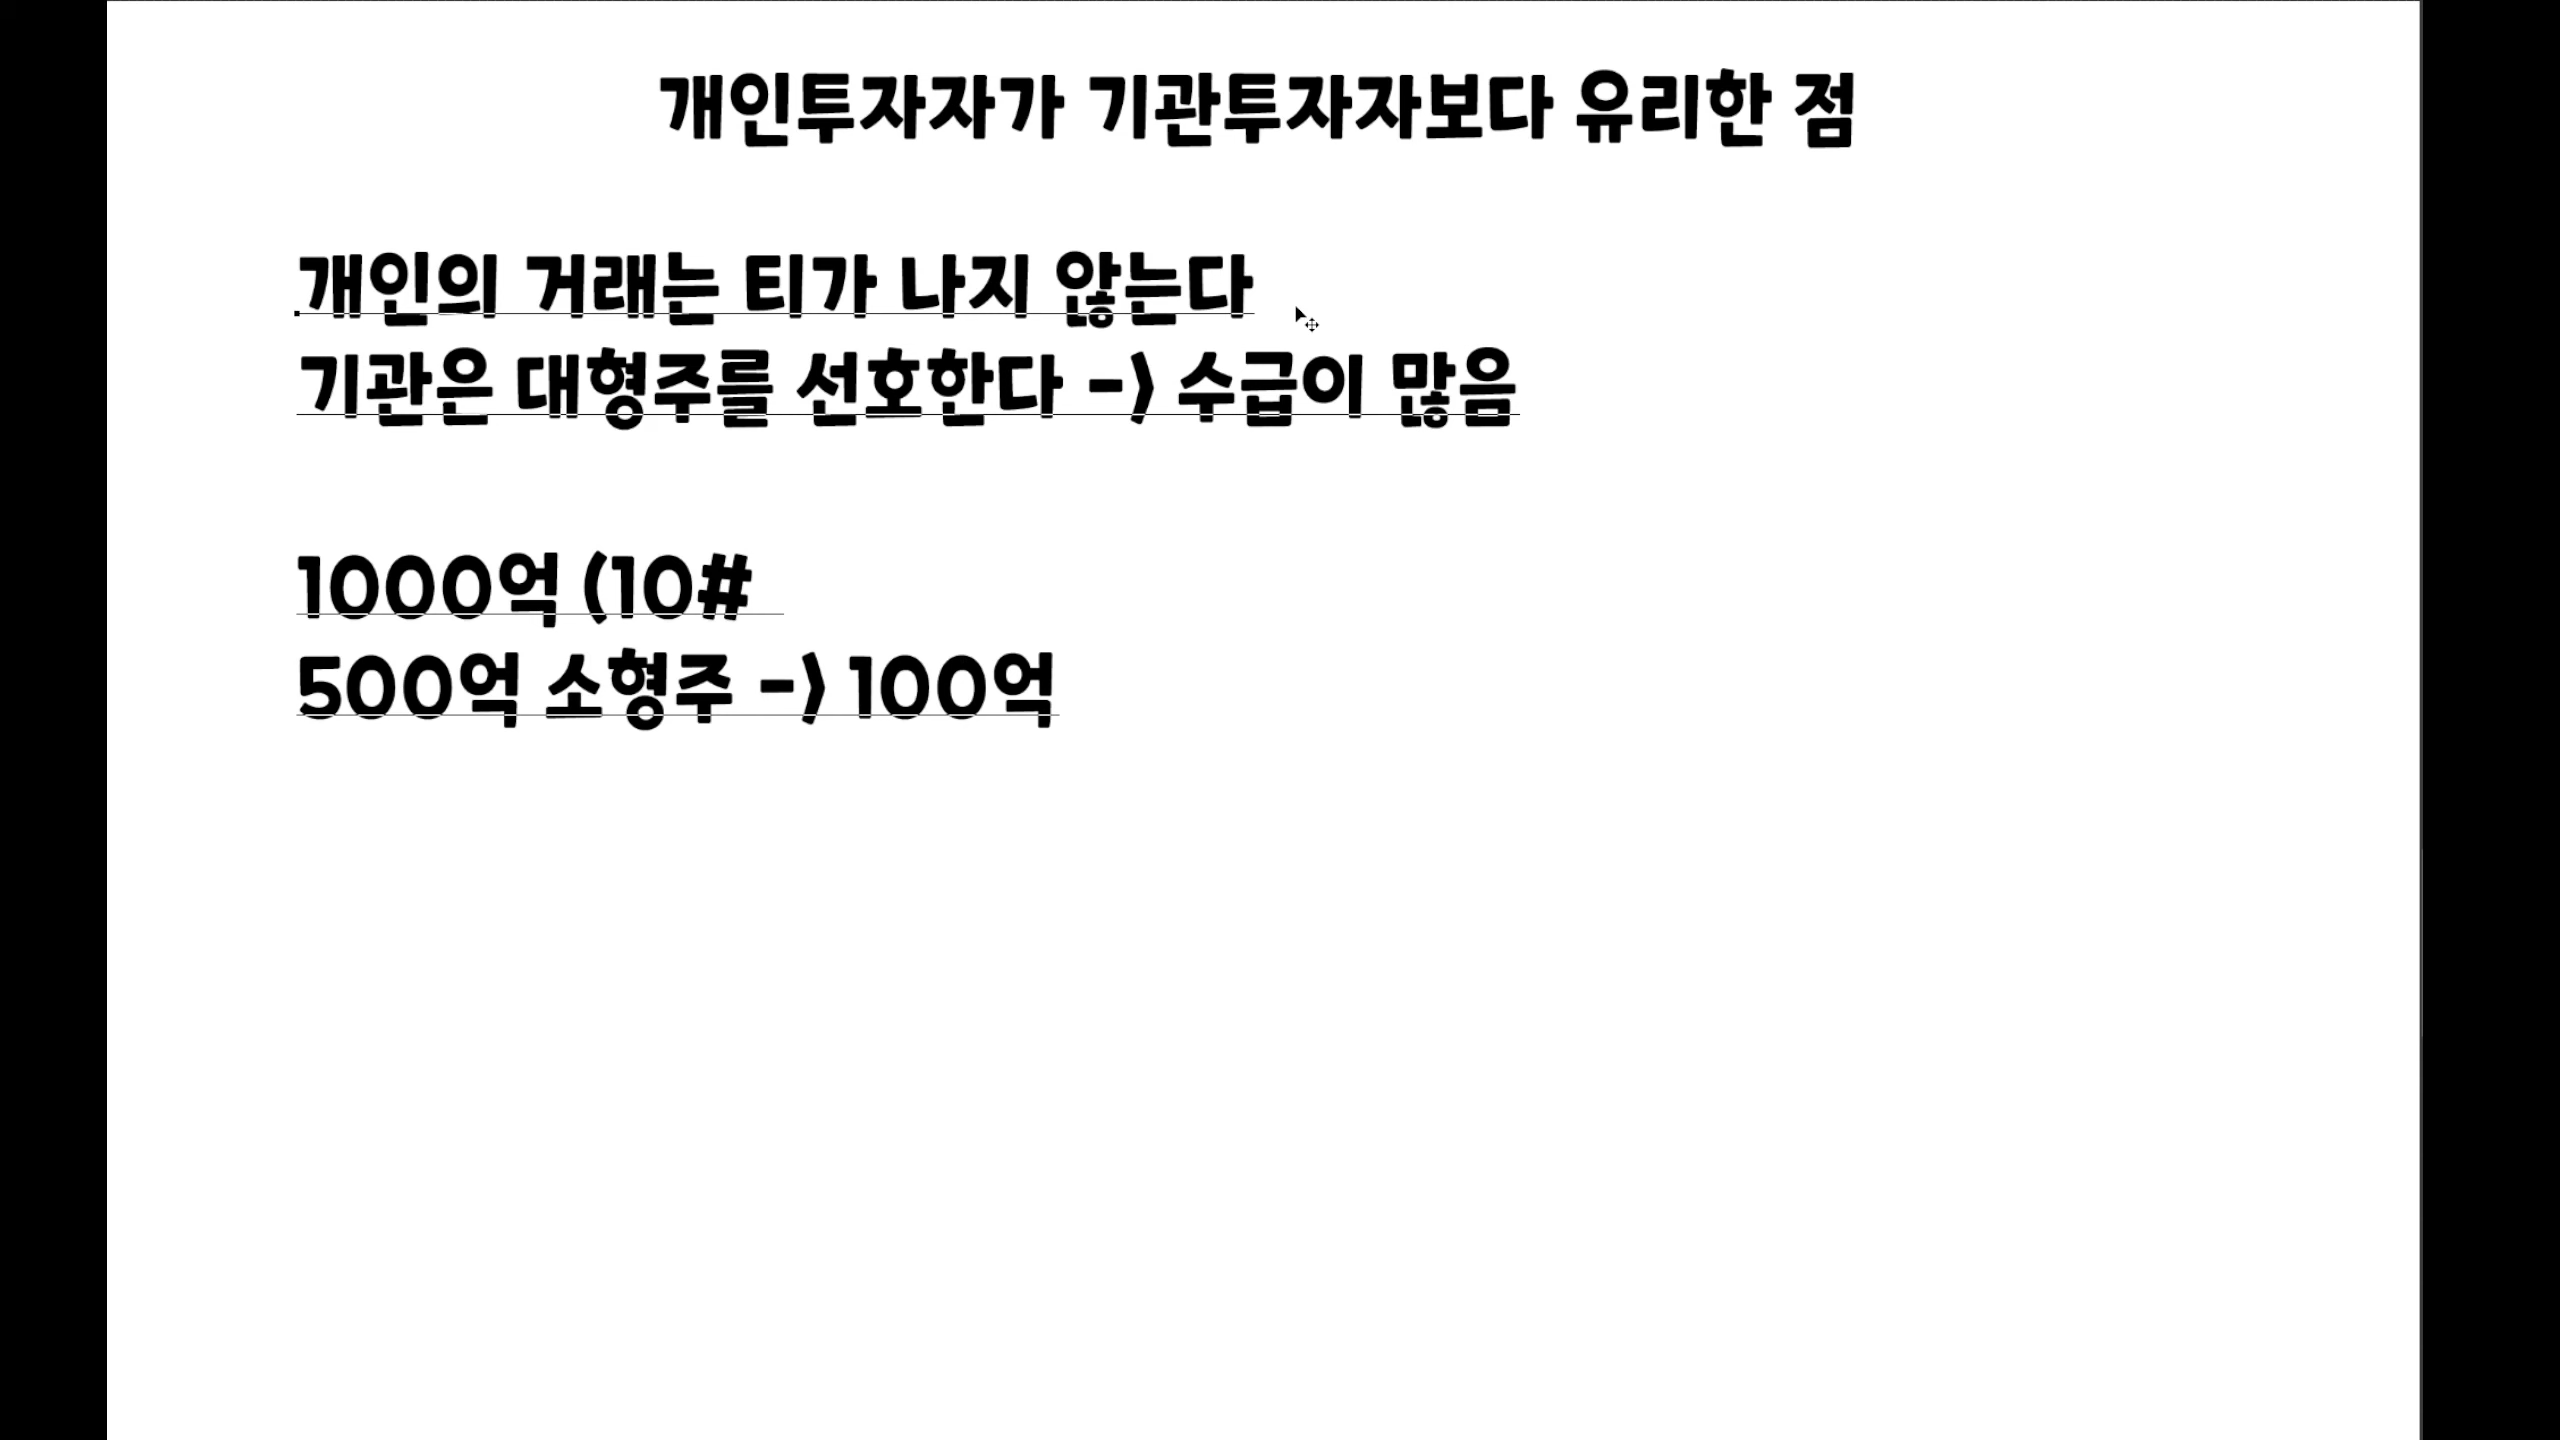 개인투자자가 기관투자자보다 유리한 점
개인의 거래는 티가 나지 않는다
기관은 대형주를 선호한다 -> 수급이 많음
1000억 (10#
500억 소형주 -> 100억